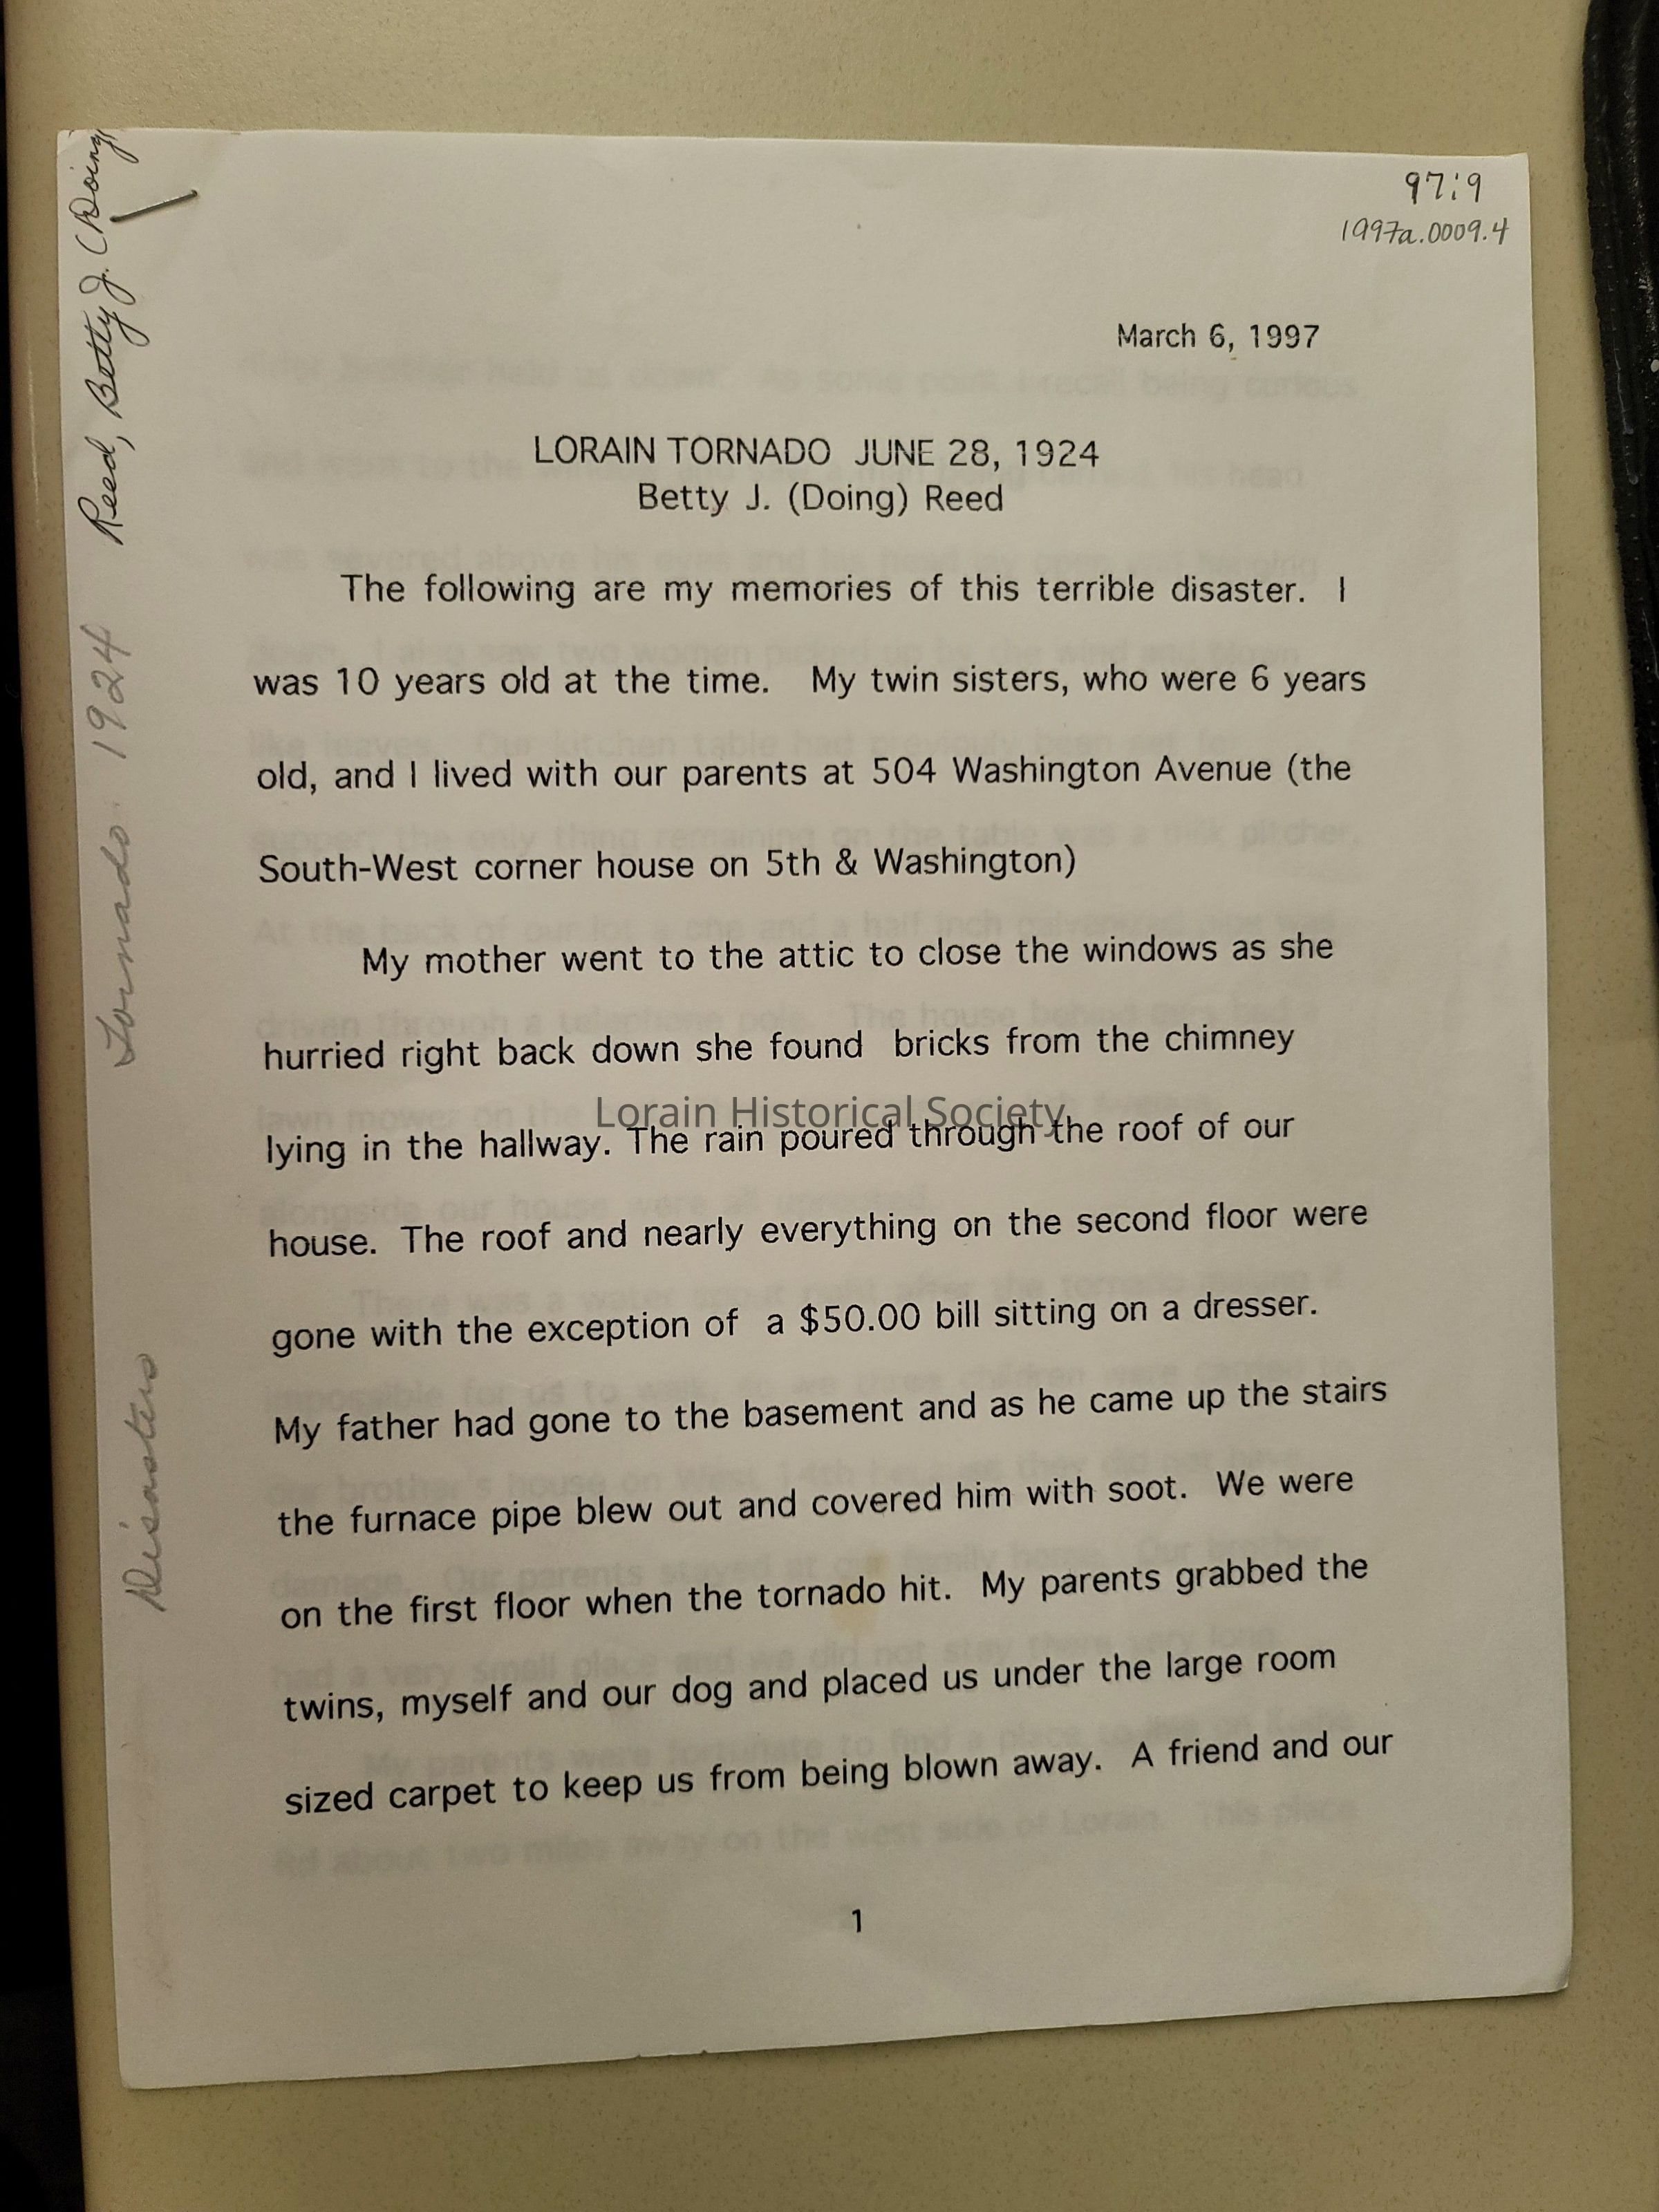 97:9
1997a.0009.4
March 6, 1997
LORAIN TORNADO  JUNE 28, 1924
Betty J. (Doing) Reed
The following are my memories of this terrible disaster.  I
was 10 years old at the time.   My twin sisters, who were 6 years
old, and I lived with our parents at 504 Washington Avenue (the
South-West corner house on 5th & Washington)
My mother went to the attic to close the windows as she
hurried right back down she found  bricks from the chimney
Lorain Historical Society
lying in the hallway. The rain poured through the roof of our
house.  The roof and nearly everything on the second floor were
gone with the exception of  a $50.00 bill sitting on a dresser.
My father had gone to the basement and as he came up the stairs
the furnace pipe blew out and covered him with soot.  We were
on the first floor when the tornado hit.  My parents grabbed the
twins, myself and our dog and placed us under the large room
sized carpet to keep us from being blown away.  A friend and our
1
Disasters Tornado 1924 Reed, Betty J. (Doing)